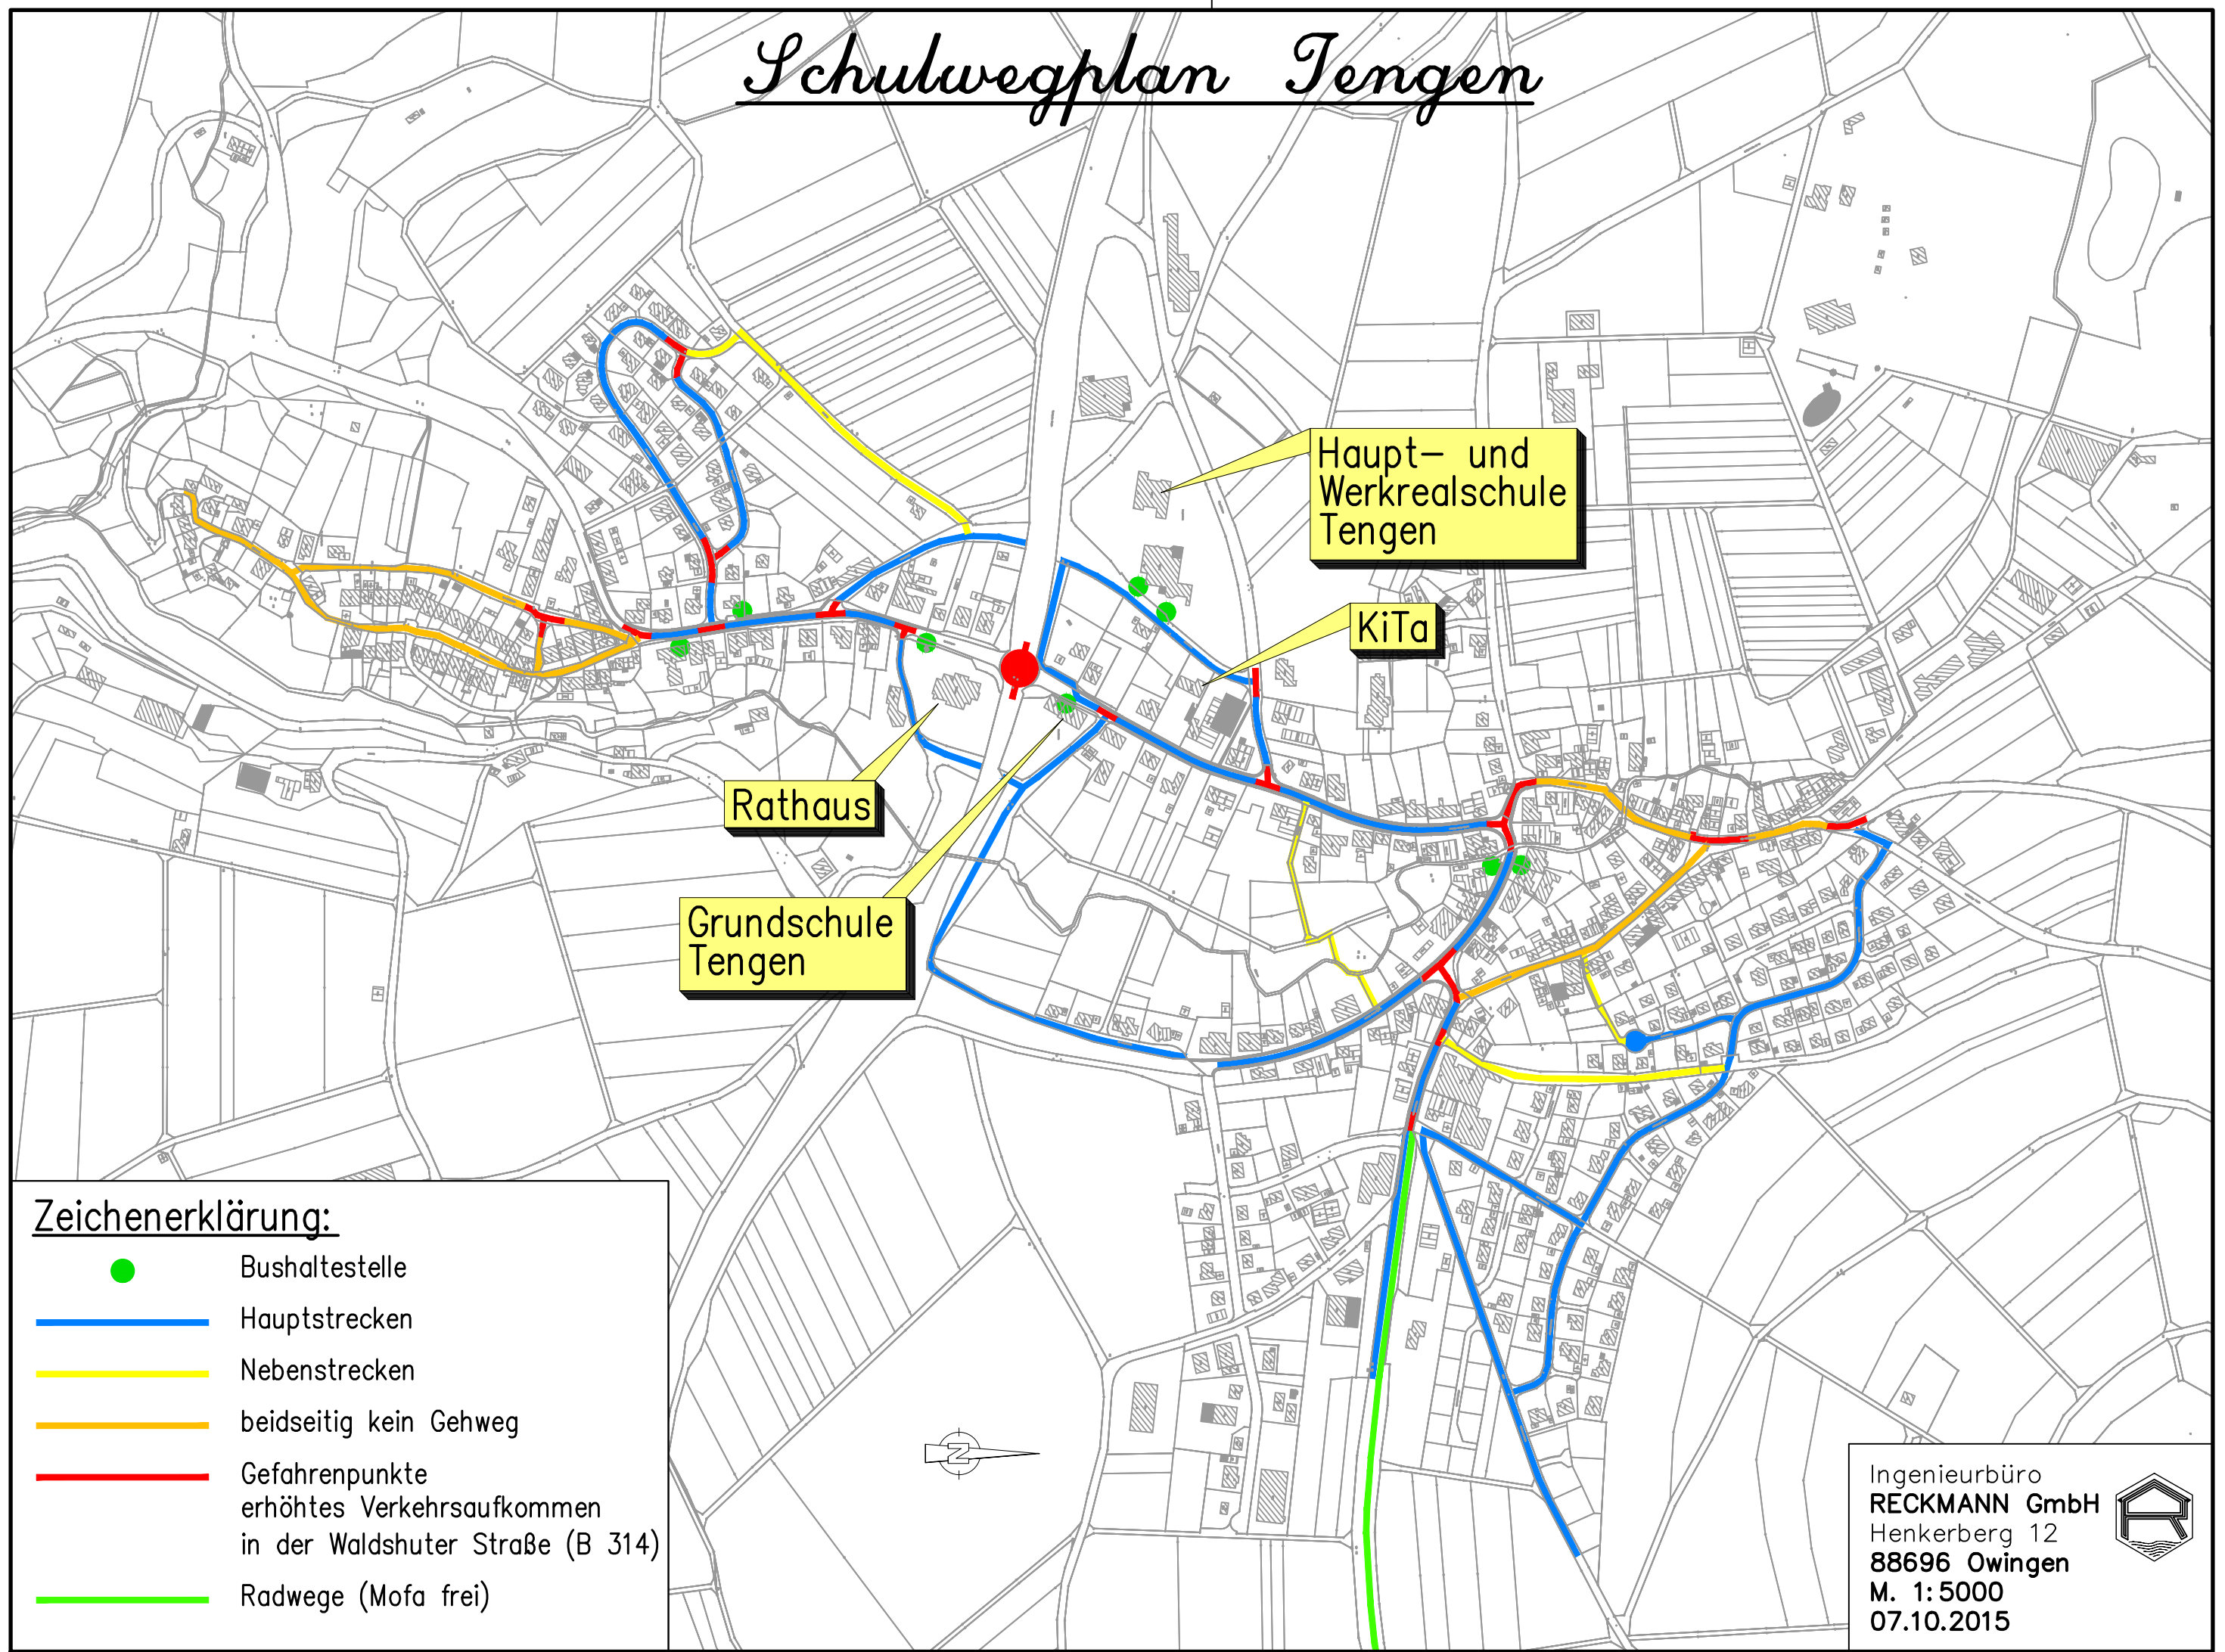 Schulwegplan Tengen
Haupt- und
Werkrealschule
Tengen
KiTa
Rathaus
Grundschule
Tengen
Zeichenerklärung:
Bushaltestelle
Hauptstrecken
Nebenstrecken
beidseitig kein Gehweg
Gefahrenpunkte
erhöhtes Verkehrsaufkommen
in der Waldshuter Straße (B 314)
Radwege (Mofa frei)
N
Ingenieurbüro
RECKMANN GmbH
Henkerberg 12
88696 Owingen
M. 1:5000
07.10.2015